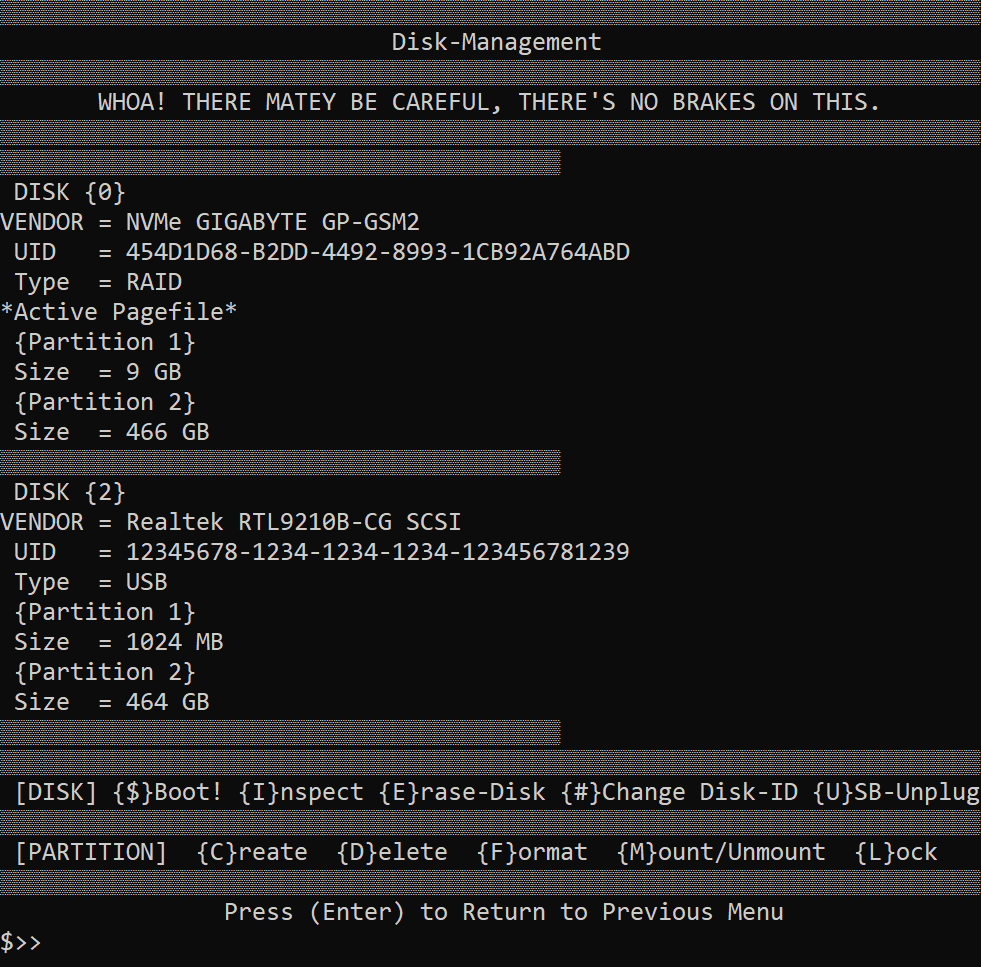 Disk-Management
WHOA! THERE MATEY BE CAREFUL, THERE'S NO BRAKES ON THIS.
DISK {0}
VENDOR = NVMe GIGABYTE GP-GSM2
UID   = 454D1D68-B2DD-4492-8993-1CB92A764ABD
Type  = RAID
*Active Pagefile*
{Partition 1}
Size  = 9 GB
{Partition 2}
Size  = 466 GB
DISK {2}
VENDOR = Realtek RTL9210B-CG SCSI
UID   = 12345678-1234-1234-1234-123456781239
Type  = USB
{Partition 1}
Size  = 1024 MB
{Partition 2}
Size  = 464 GB
[DISK] {$}Boot! {I}nspect {E}rase-Disk {#}Change Disk-ID {U}SB-Unplug
[PARTITION]  {C}reate  {D}elete  {F}ormat  {M}ount/Unmount  {L}ock
Press (Enter) to Return to Previous Menu
$>>